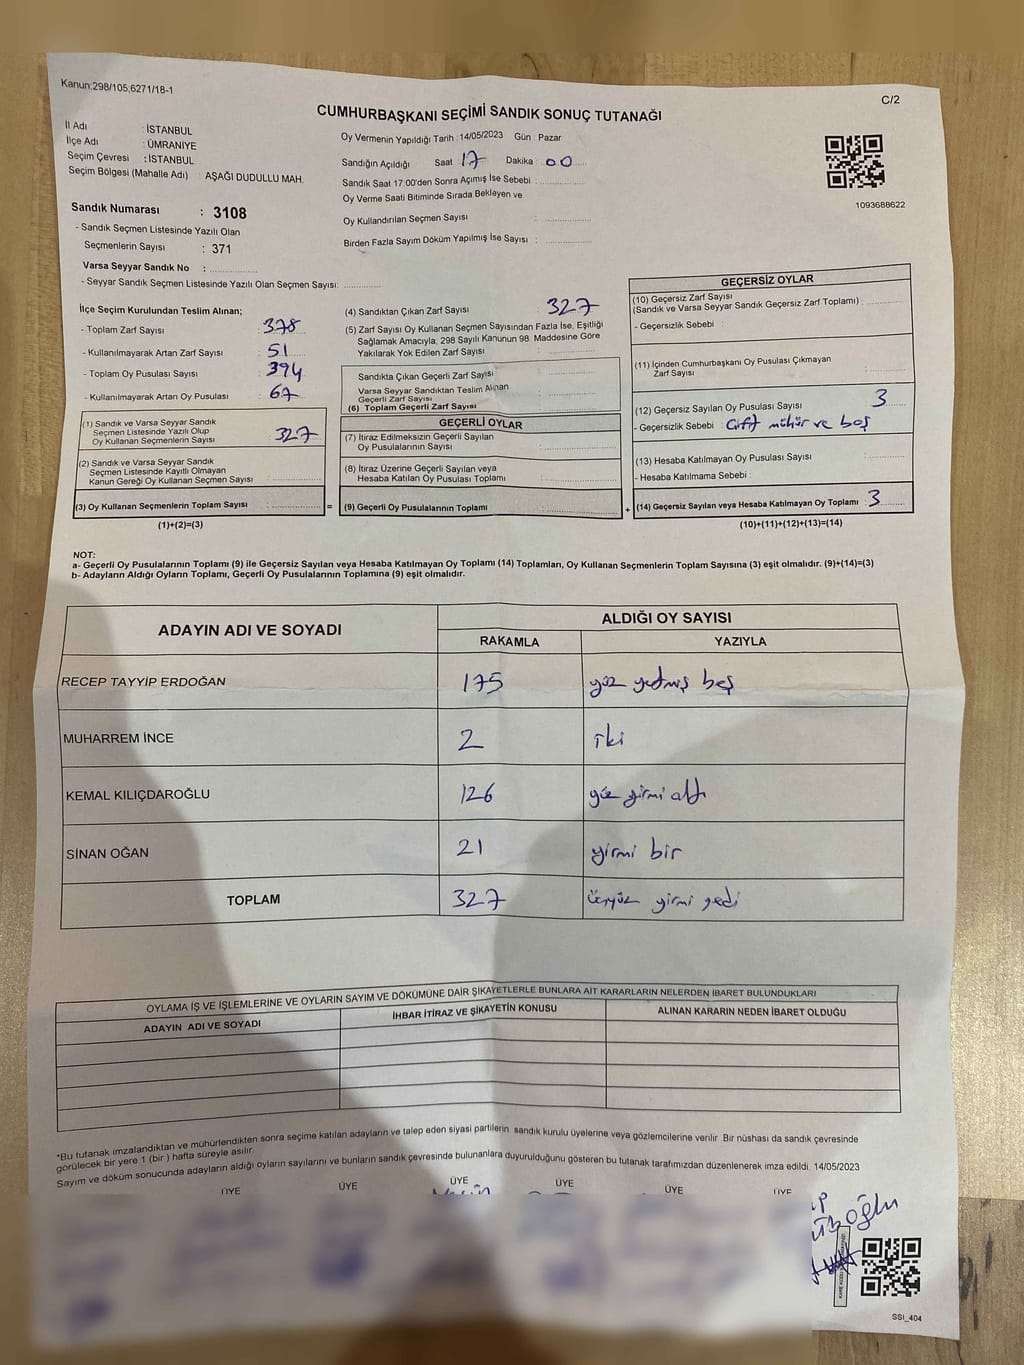 Kanun:298/105,6271/18-1
C/2
CUMHURBAŞKANI SEÇİMİ SANDIK SONUÇ TUTANAĞI
İl Adı : İSTANBUL
İlçe Adı : ÜMRANİYE
Seçim Çevresi : İSTANBUL
Seçim Bölgesi (Mahalle Adı) : AŞAĞI DUDULLU MAH.
Sandık Numarası : 3108
- Sandık Seçmen Listesinde Yazılı Olan
Seçmenlerin Sayısı : 371
Varsa Seyyar Sandık No :
- Seyyar Sandık Seçmen Listesinde Yazılı Olan Seçmen Sayısı:
Oy Vermenin Yapıldığı Tarih :14/05/2023 Gün : Pazar
Sandığın Açıldığı Saat 17 Dakika 00
Sandık Saat 17:00'den Sonra Açımış İse Sebebi :
Oy Verme Saati Bitiminde Sırada Bekleyen ve
Oy Kullandırılan Seçmen Sayısı :
Birden Fazla Sayım Döküm Yapılmış İse Sayısı :
1093688622
İlçe Seçim Kurulundan Teslim Alınan;
- Toplam Zarf Sayısı : 378
- Kullanılmayarak Artan Zarf Sayısı : 51
- Toplam Oy Pusulası Sayısı : 394
- Kullanılmayarak Artan Oy Pusulası : 67
(1) Sandık ve Varsa Seyyar Sandık
Seçmen Listesinde Yazılı Olup
Oy Kullanan Seçmenlerin Sayısı : 327
(2) Sandık ve Varsa Seyyar Sandık
Seçmen Listesinde Kayıtlı Olmayan
Kanun Gereği Oy Kullanan Seçmen Sayısı :
(3) Oy Kullanan Seçmenlerin Toplam Sayısı :
=
(1)+(2)=(3)
(4) Sandıktan Çıkan Zarf Sayısı : 327
(5) Zarf Sayısı Oy Kullanan Seçmen Sayısından Fazla İse, Eşitliği
Sağlamak Amacıyla, 298 Sayılı Kanunun 98. Maddesine Göre
Yakılarak Yok Edilen Zarf Sayısı :
Sandıkta Çıkan Geçerli Zarf Sayısı :
Varsa Seyyar Sandıktan Teslim Alınan
Geçerli Zarf Sayısı :
(6) Toplam Geçerli Zarf Sayısı :
GEÇERLİ OYLAR
(7) İtiraz Edilmeksizin Geçerli Sayılan
Oy Pusulalarının Sayısı :
(8) İtiraz Üzerine Geçerli Sayılan veya
Hesaba Katılan Oy Pusulası Toplamı :
(9) Geçerli Oy Pusulalarının Toplamı :
+
GEÇERSİZ OYLAR
(10) Geçersiz Zarf Sayısı
(Sandık ve Varsa Seyyar Sandık Geçersiz Zarf Toplamı) :
- Geçersizlik Sebebi :
(11) İçinden Cumhurbaşkanı Oy Pusulası Çıkmayan
Zarf Sayısı :
(12) Geçersiz Sayılan Oy Pusulası Sayısı : 3
- Geçersizlik Sebebi : Çift mühür ve boş
(13) Hesaba Katılmayan Oy Pusulası Sayısı :
- Hesaba Katılmama Sebebi :
(14) Geçersiz Sayılan veya Hesaba Katılmayan Oy Toplamı : 3
(10)+(11)+(12)+(13)=(14)
NOT:
a- Geçerli Oy Pusulalarının Toplamı (9) ile Geçersiz Sayılan veya Hesaba Katılmayan Oy Toplamı (14) Toplamları, Oy Kullanan Seçmenlerin Toplam Sayısına (3) eşit olmalıdır. (9)+(14)=(3)
b- Adayların Aldığı Oyların Toplamı, Geçerli Oy Pusulalarının Toplamına (9) eşit olmalıdır.
ADAYIN ADI VE SOYADI
ALDIĞI OY SAYISI
RAKAMLA YAZIYLA
RECEP TAYYİP ERDOĞAN 175 yüz yetmiş beş
MUHARREM İNCE 2 iki
KEMAL KILIÇDAROĞLU 126 yüz yirmi altı
SİNAN OĞAN 21 yirmi bir
TOPLAM 327 üçyüz yirmi yedi
OYLAMA İŞ VE İŞLEMLERİNE VE OYLARIN SAYIM VE DÖKÜMÜNE DAİR ŞİKAYETLERLE BUNLARA AİT KARARLARIN NELERDEN İBARET BULUNDUKLARI
ADAYIN ADI VE SOYADI İHBAR İTİRAZ VE ŞİKAYETİN KONUSU ALINAN KARARIN NEDEN İBARET OLDUĞU
*Bu tutanak imzalandıktan ve mühürlendikten sonra seçime katılan adayların ve talep eden siyasi partilerin sandık kurulu üyelerine veya gözlemcilerine verilir Bir nüshası da sandık çevresinde
görülecek bir yere 1 (bir ) hafta süreyle asılır.
Sayım ve döküm sonucunda adayların aldığı oyların sayılarını ve bunların sandık çevresinde bulunanlara duyurulduğunu gösteren bu tutanak tarafımızdan düzenlenerek imza edildi. 14/05/2023
ÜYE ÜYE ÜYE ÜYE ÜYE ÜYE
SSI_404